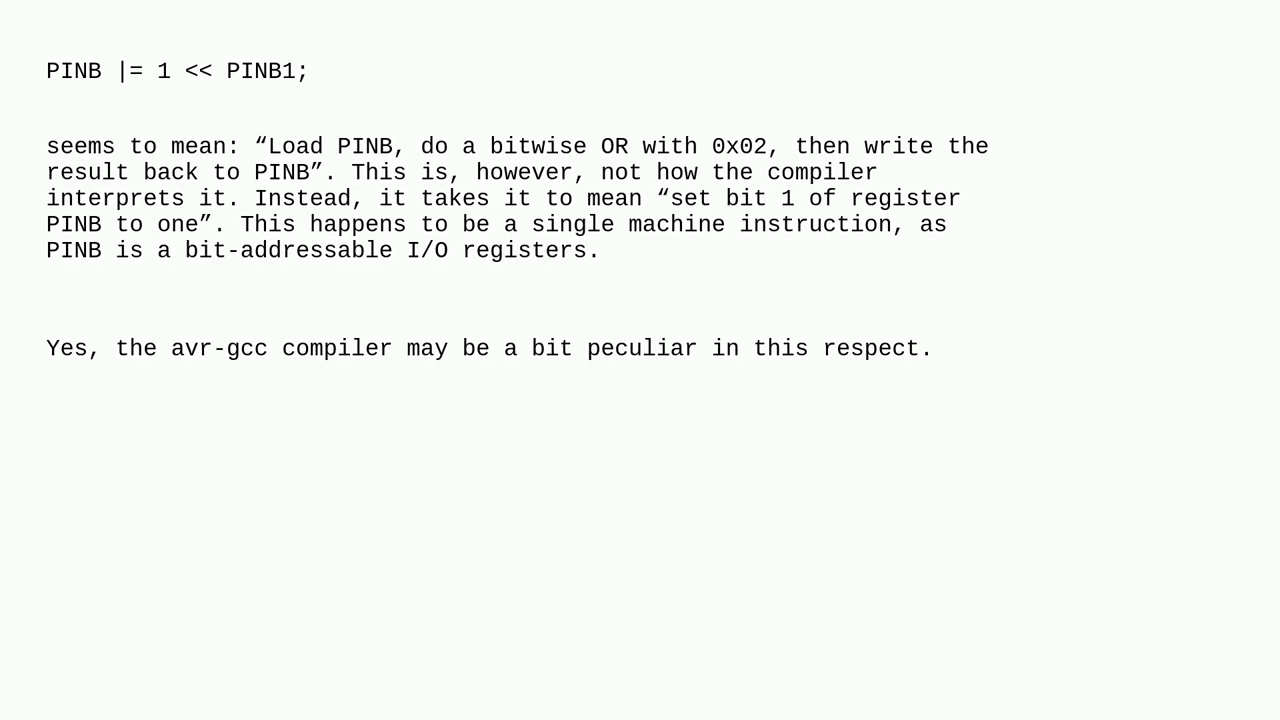 PINB |= 1 << PINB1;
seems to mean: “Load PINB, do a bitwise OR with 0x02, then write the
result back to PINB”. This is, however, not how the compiler
interprets it. Instead, it takes it to mean “set bit 1 of register
PINB to one”. This happens to be a single machine instruction, as
PINB is a bit-addressable I/O registers.
Yes, the avr-gcc compiler may be a bit peculiar in this respect.